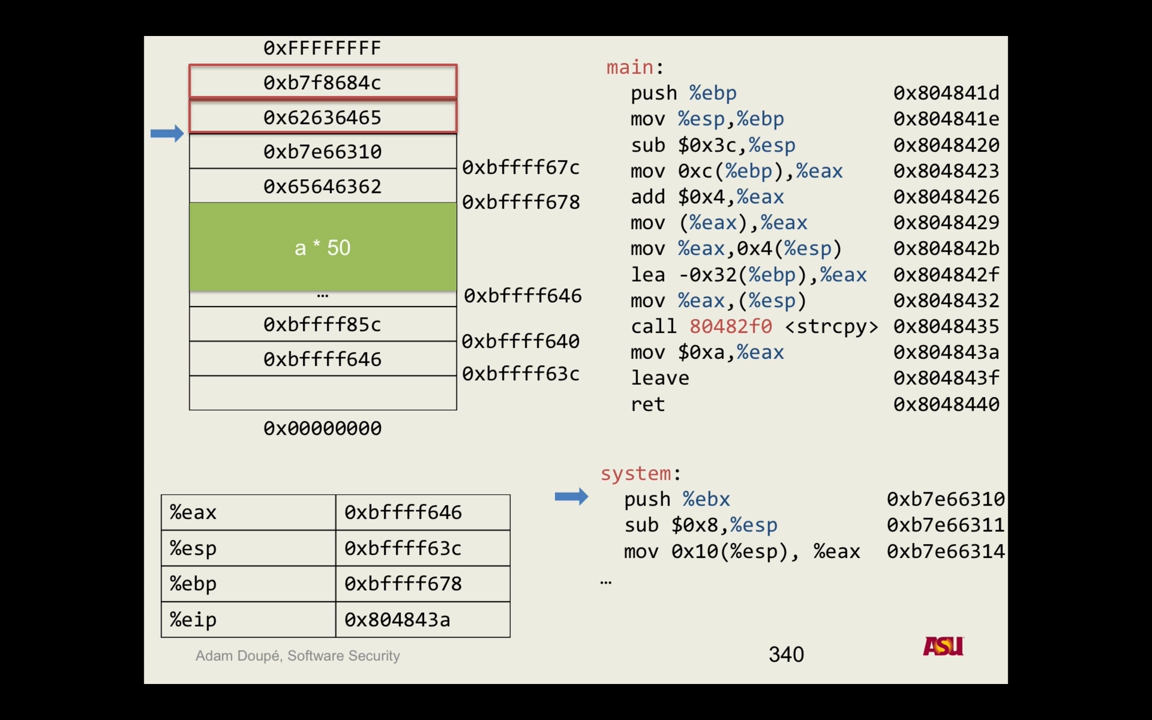 0xFFFFFFFF
0xb7f8684c
0x62636465
0xb7e66310
0xbffff67c
0x65646362
0xbffff678
a * 50
…
0xbffff646
0xbffff85c
0xbffff640
0xbffff646
0xbffff63c
0x00000000
main:
push %ebp 0x804841d
mov %esp,%ebp 0x804841e
sub $0x3c,%esp 0x8048420
mov 0xc(%ebp),%eax 0x8048423
add $0x4,%eax 0x8048426
mov (%eax),%eax 0x8048429
mov %eax,0x4(%esp) 0x804842b
lea -0x32(%ebp),%eax 0x804842f
mov %eax,(%esp) 0x8048432
call 80482f0 <strcpy> 0x8048435
mov $0xa,%eax 0x804843a
leave 0x804843f
ret 0x8048440
system:
push %ebx 0xb7e66310
sub $0x8,%esp 0xb7e66311
mov 0x10(%esp), %eax 0xb7e66314
…
%eax 0xbffff646
%esp 0xbffff63c
%ebp 0xbffff678
%eip 0x804843a
Adam Doupé, Software Security
340
ASU